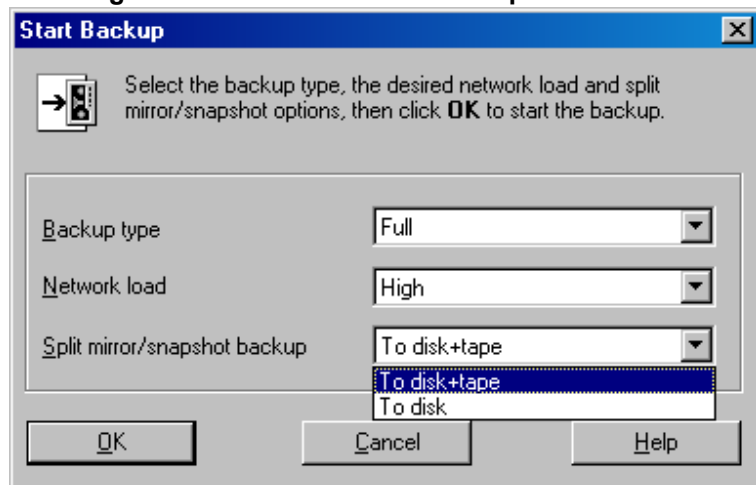 Start Backup
Select the backup type, the desired network load and split
mirror/snapshot options, then click OK to start the backup.
Backup type Full
Network load High
Split mirror/snapshot backup To disk+tape
To disk+tape
To disk
OK Cancel Help